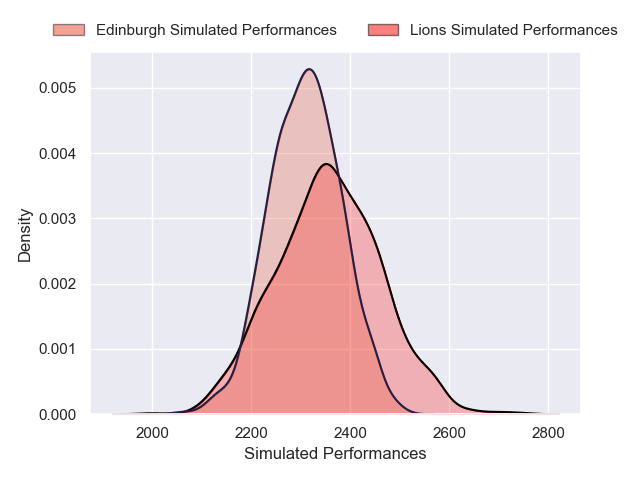 Edinburgh Simulated Performances Lions Simulated Performances
0.005
0.004
0.003
0.002
0.001
0.000
Density
2000 2200 2400 2600 2800
Simulated Performances